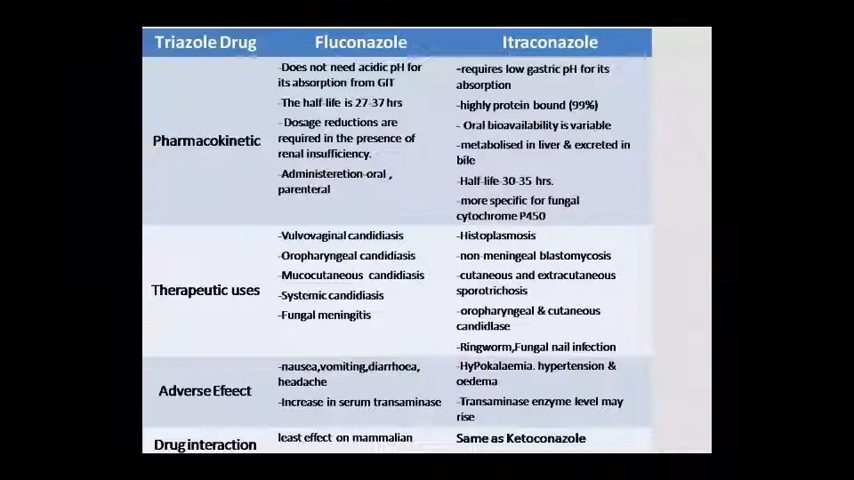 Triazole Drug Fluconazole Itraconazole
Pharmacokinetic
-Does not need acidic pH for
its absorption from GIT
-The half-life is 27-37 hrs
- Dosage reductions are
required in the presence of
renal insufficiency.
-Administeretion-oral ,
parenteral
-requires low gastric pH for its
absorption
-highly protein bound (99%)
- Oral bioavailability is variable
-metabolised in liver & excreted in
bile
-Half-life-30-35 hrs.
-more specific for fungal
cytochrome P450
Therapeutic uses
-Vulvovaginal candidiasis
-Oropharyngeal candidiasis
-Mucocutaneous candidiasis
-Systemic candidiasis
-Fungal meningitis
-Histoplasmosis
-non-meningeal blastomycosis
-cutaneous and extracutaneous
sporotrichosis
-oropharyngeal & cutaneous
candidlase
-Ringworm,Fungal nail infection
Adverse Efeect
-nausea,vomiting,diarrhoea,
headache
-Increase in serum transaminase
-HyPokalaemia. hypertension &
oedema
-Transaminase enzyme level may
rise
Drug interaction
least effect on mammalian
Same as Ketoconazole